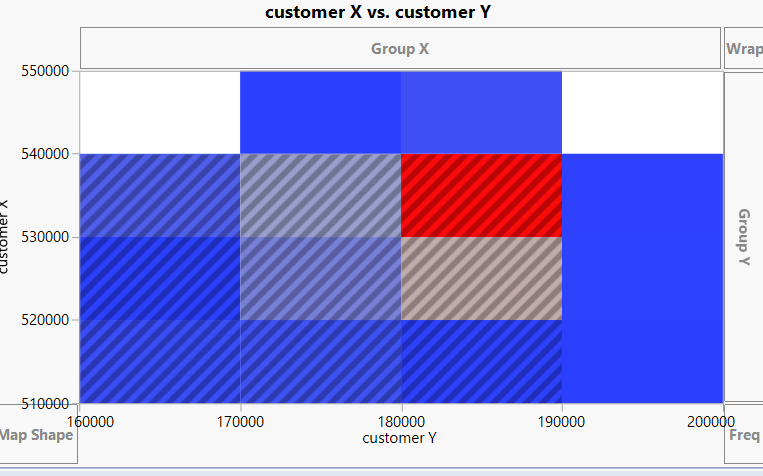 customer X vs. customer Y
Group X
Wrap
550000
540000
530000
520000
510000
customer X
Group Y
160000 170000 180000 190000 200000
customer Y
Map Shape
Freq